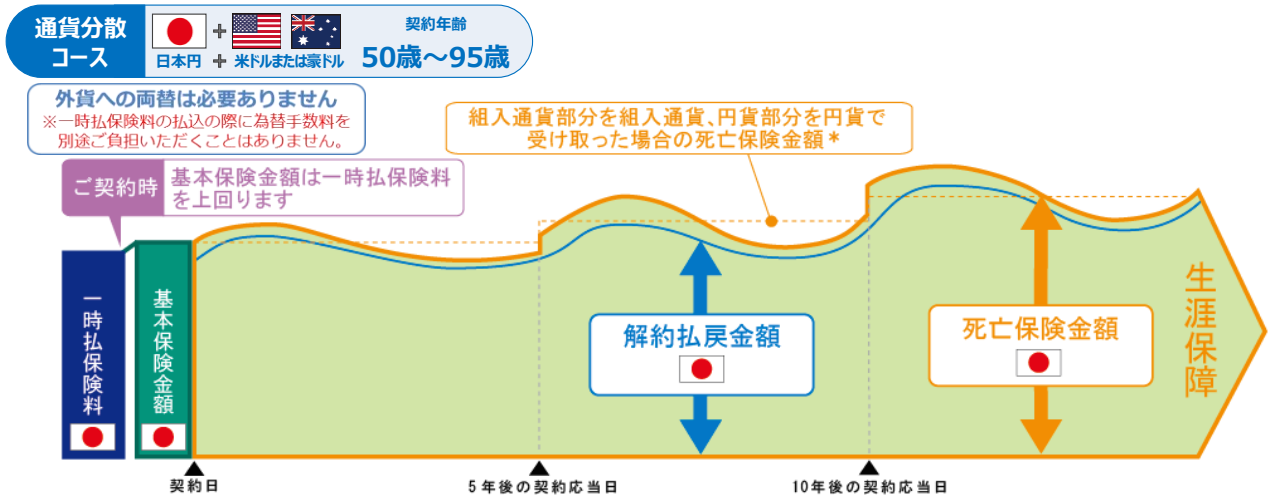 通貨分散
コース
日本円 + 米ドルまたは豪ドル
契約年齢
50歳～95歳
外貨への両替は必要ありません
※一時払保険料の払込の際に為替手数料を
別途ご負担いただくことはありません。
組入通貨部分を組入通貨、円貨部分を円貨で
受け取った場合の死亡保険金額＊
ご契約時
基本保険金額は一時払保険料
を上回ります
一時払保険料
基本保険金額
解約払戻金額
死亡保険金額
生涯保障
契約日
5年後の契約応当日
10年後の契約応当日